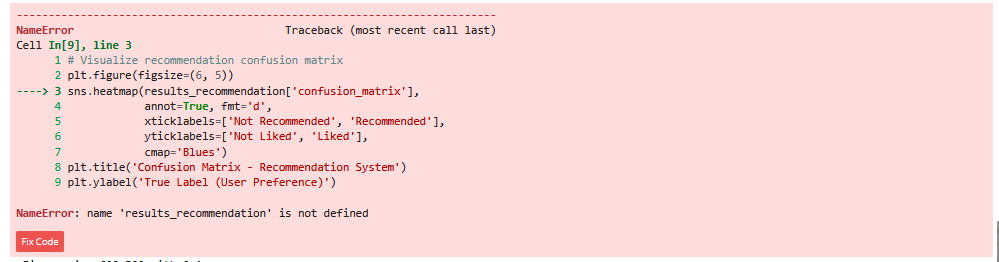 ---------------------------------------------------------------------------
NameError                                 Traceback (most recent call last)
Cell In[9], line 3
      1 # Visualize recommendation confusion matrix
      2 plt.figure(figsize=(6, 5))
----> 3 sns.heatmap(results_recommendation['confusion_matrix'],
      4             annot=True, fmt='d',
      5             xticklabels=['Not Recommended', 'Recommended'],
      6             yticklabels=['Not Liked', 'Liked'],
      7             cmap='Blues')
      8 plt.title('Confusion Matrix - Recommendation System')
      9 plt.ylabel('True Label (User Preference)')
NameError: name 'results_recommendation' is not defined
Fix Code